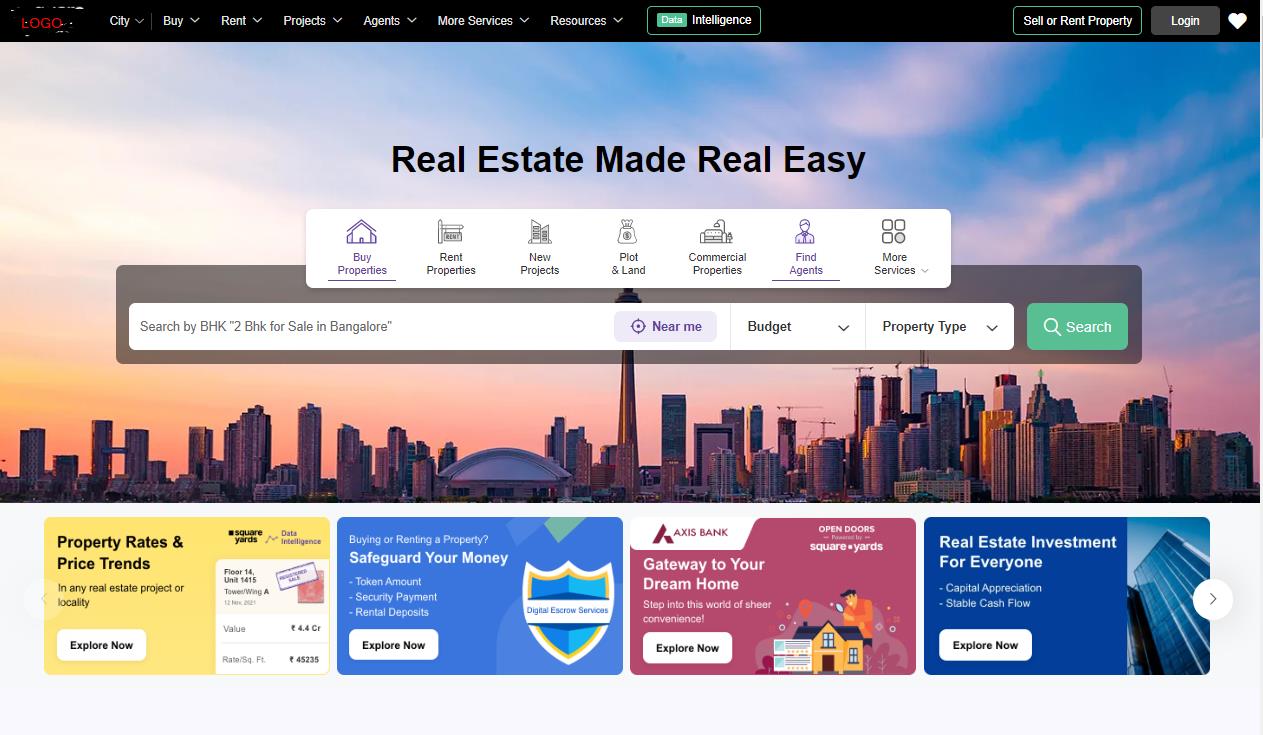 LOGO
City
Buy
Rent
Projects
Agents
More Services
Resources
Data Intelligence
Sell or Rent Property
Login
Real Estate Made Real Easy
Buy
Properties
Rent
Properties
New
Projects
Plot
& Land
Commercial
Properties
Find
Agents
More
Services
Search by BHK "2 Bhk for Sale in Bangalore"
Near me
Budget
Property Type
Search
Property Rates &
Price Trends
In any real estate project or
locality
Explore Now
square
yards
Data
Intelligence
Floor 14,
Unit 1415
Tower/Wing A
12 Nov, 2021
REGISTERED
SALE
Value
₹ 4.4 Cr
Rate/Sq. Ft.
₹ 45235
Buying or Renting a Property?
Safeguard Your Money
- Token Amount
- Security Payment
- Rental Deposits
Explore Now
Digital Escrow Services
AXIS BANK
OPEN DOORS
Powered by
square yards
Gateway to Your
Dream Home
Step into this world of sheer
convenience!
Explore Now
Real Estate Investment
For Everyone
- Capital Appreciation
- Stable Cash Flow
Explore Now